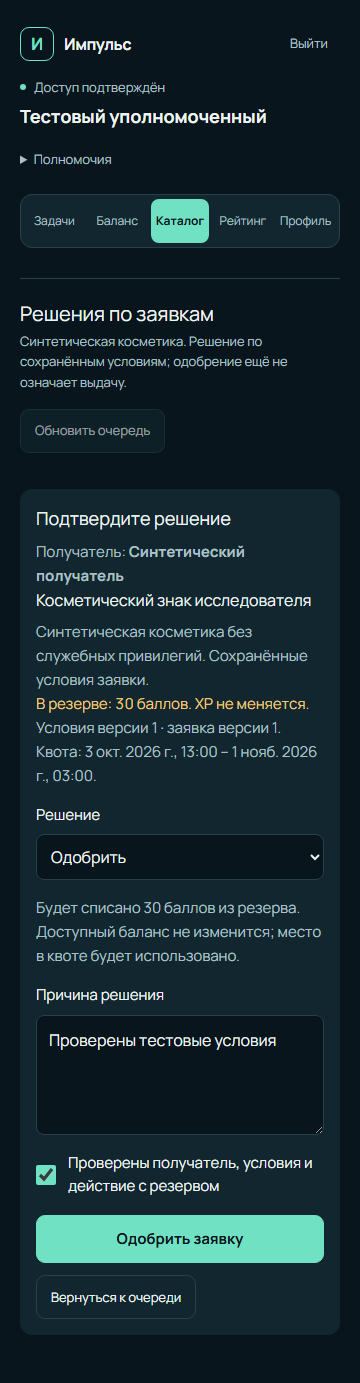 И Импульс Выйти
Доступ подтверждён
Тестовый уполномоченный
Полномочия
Задачи Баланс Каталог Рейтинг Профиль
Решения по заявкам
Синтетическая косметика. Решение по
сохранённым условиям; одобрение ещё не
означает выдачу.
Обновить очередь
Подтвердите решение
Получатель: Синтетический
получатель
Косметический знак исследователя
Синтетическая косметика без
служебных привилегий. Сохранённые
условия заявки.
В резерве: 30 баллов. XP не меняется.
Условия версии 1 · заявка версии 1.
Квота: 3 окт. 2026 г., 13:00 – 1 нояб. 2026
г., 03:00.
Решение
Одобрить
Будет списано 30 баллов из резерва.
Доступный баланс не изменится; место
в квоте будет использовано.
Причина решения
Проверены тестовые условия
Проверены получатель, условия и
действие с резервом
Одобрить заявку
Вернуться к очереди